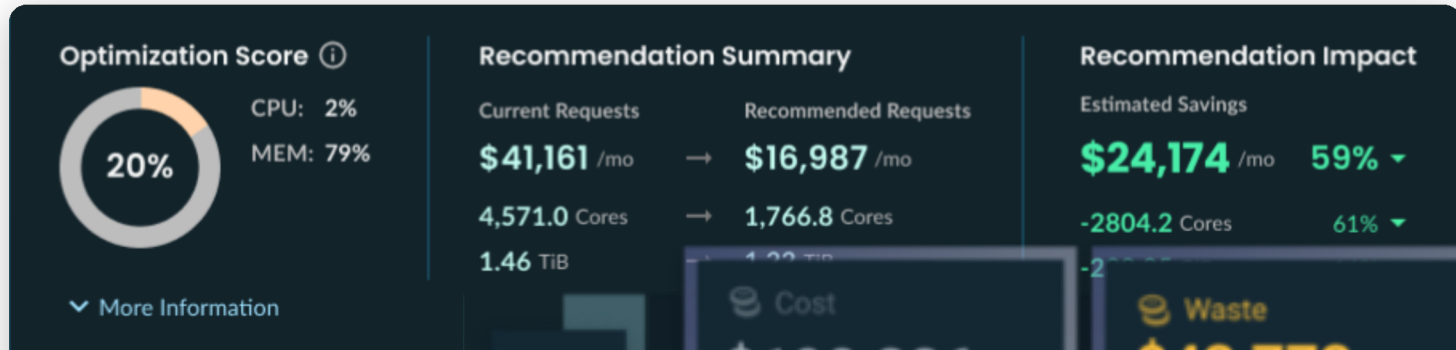 Optimization Score
20%
CPU: 2%
MEM: 79%
More Information
Recommendation Summary
Current Requests
Recommended Requests
$41,161 /mo → $16,987 /mo
4,571.0 Cores → 1,766.8 Cores
1.46 TiB
Recommendation Impact
Estimated Savings
$24,174 /mo 59%
-2804.2 Cores 61%
Cost
Waste